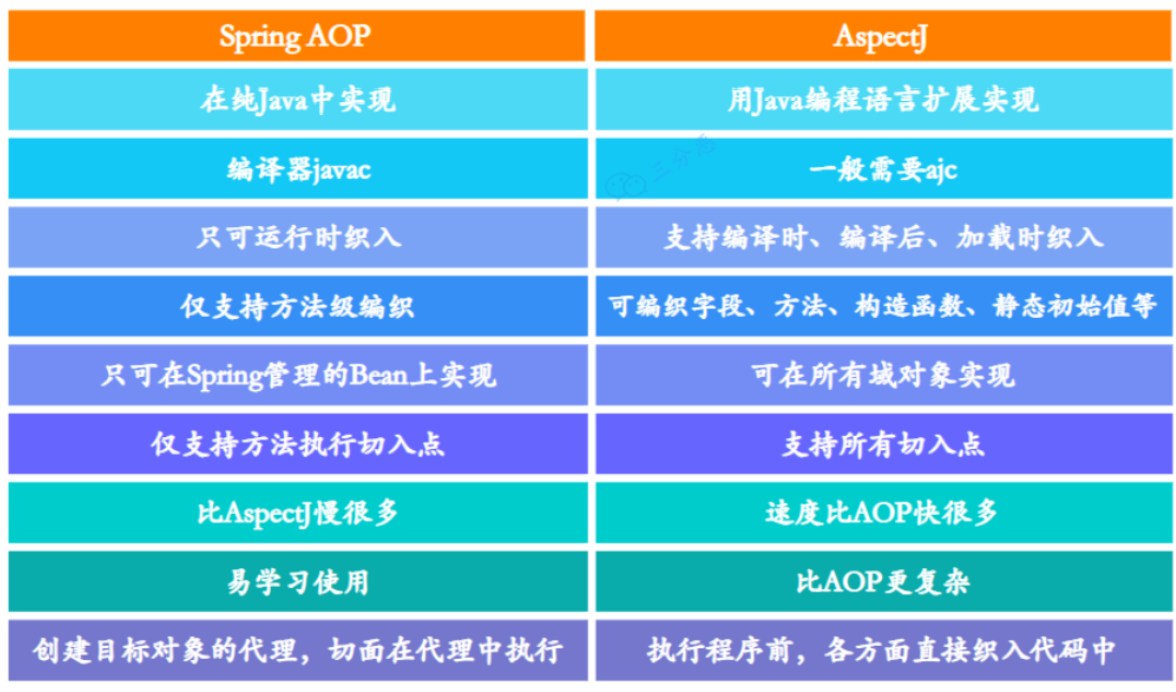 Spring AOP
AspectJ
在纯Java中实现
用Java编程语言扩展实现
编译器javac
一般需要ajc
三分恶
只可运行时织入
支持编译时、编译后、加载时织入
仅支持方法级编织
可编织字段、方法、构造函数、静态初始值等
只可在Spring管理的Bean上实现
可在所有域对象实现
仅支持方法执行切入点
支持所有切入点
比AspectJ慢很多
速度比AOP快很多
易学习使用
比AOP更复杂
创建目标对象的代理，切面在代理中执行
执行程序前，各方面直接织入代码中